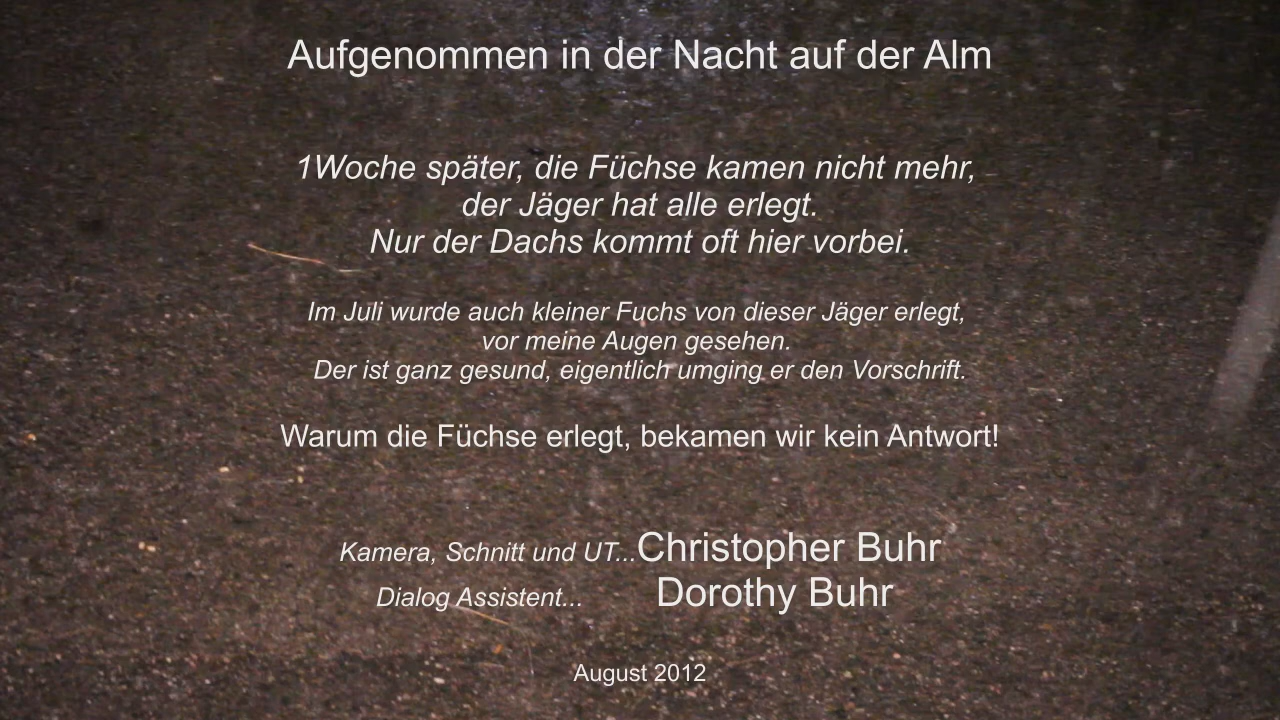 Aufgenommen in der Nacht auf der Alm
1Woche später, die Füchse kamen nicht mehr,
der Jäger hat alle erlegt.
Nur der Dachs kommt oft hier vorbei.
Im Juli wurde auch kleiner Fuchs von dieser Jäger erlegt,
vor meine Augen gesehen.
Der ist ganz gesund, eigentlich umging er den Vorschrift.
Warum die Füchse erlegt, bekamen wir kein Antwort!
Kamera, Schnitt und UT...Christopher Buhr
Dialog Assistent... Dorothy Buhr
August 2012